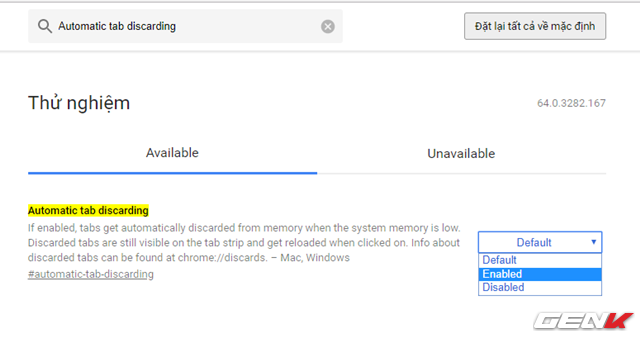 Automatic tab discarding
Đặt lại tất cả về mặc định
Thử nghiệm
64.0.3282.167
Available
Unavailable
Automatic tab discarding
If enabled, tabs get automatically discarded from memory when the system memory is low.
Discarded tabs are still visible on the tab strip and get reloaded when clicked on. Info about
discarded tabs can be found at chrome://discards. – Mac, Windows
#automatic-tab-discarding
Default
Default
Enabled
Disabled
GENK